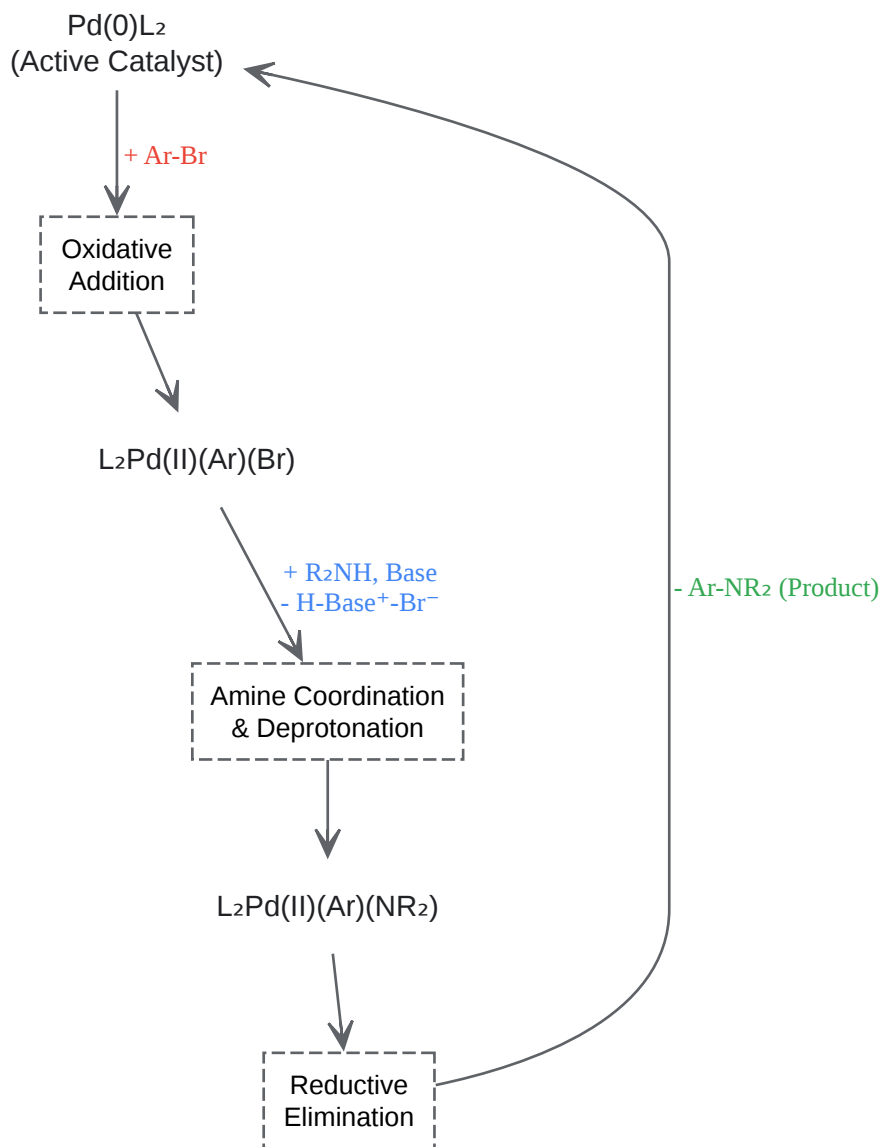 Pd(0)L₂
(Active Catalyst)
+ Ar-Br
Oxidative
Addition
L₂Pd(II)(Ar)(Br)
+ R₂NH, Base
- H-Base⁺-Br⁻
- Ar-NR₂ (Product)
Amine Coordination
& Deprotonation
L₂Pd(II)(Ar)(NR₂)
Reductive
Elimination